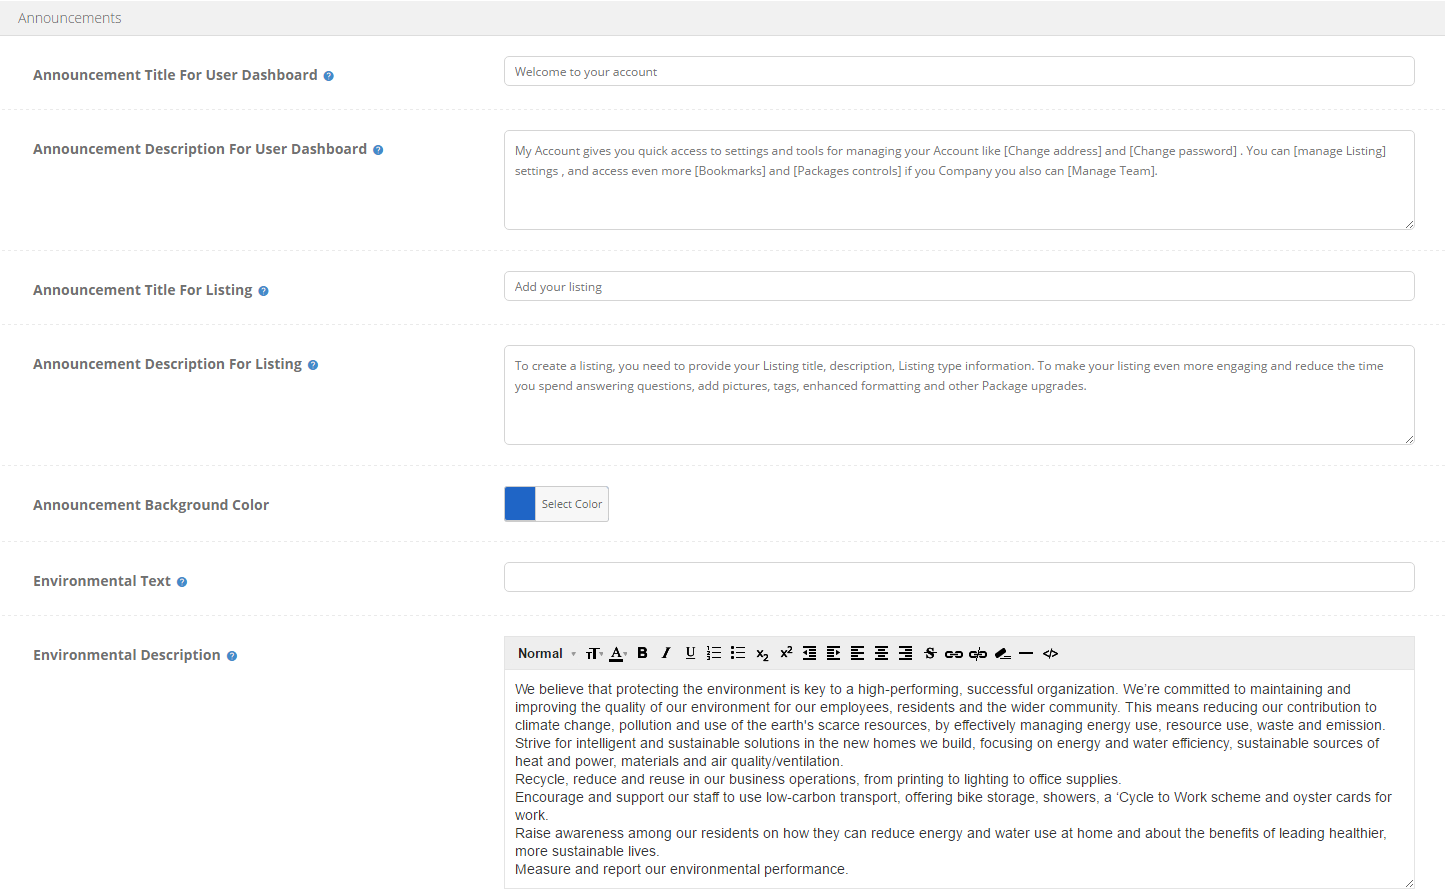 Announcements
Announcement Title For User Dashboard
Welcome to your account
Announcement Description For User Dashboard
My Account gives you quick access to settings and tools for managing your Account like [Change address] and [Change password] . You can [manage Listing]
settings , and access even more [Bookmarks] and [Packages controls] if you Company you also can [Manage Team].
Announcement Title For Listing
Add your listing
Announcement Description For Listing
To create a listing, you need to provide your Listing title, description, Listing type information. To make your listing even more engaging and reduce the time
you spend answering questions, add pictures, tags, enhanced formatting and other Package upgrades.
Announcement Background Color
Select Color
Environmental Text
Environmental Description
Normal
We believe that protecting the environment is key to a high-performing, successful organization. We’re committed to maintaining and
improving the quality of our environment for our employees, residents and the wider community. This means reducing our contribution to
climate change, pollution and use of the earth's scarce resources, by effectively managing energy use, resource use, waste and emission.
Strive for intelligent and sustainable solutions in the new homes we build, focusing on energy and water efficiency, sustainable sources of
heat and power, materials and air quality/ventilation.
Recycle, reduce and reuse in our business operations, from printing to lighting to office supplies.
Encourage and support our staff to use low-carbon transport, offering bike storage, showers, a ‘Cycle to Work scheme and oyster cards for
work.
Raise awareness among our residents on how they can reduce energy and water use at home and about the benefits of leading healthier,
more sustainable lives.
Measure and report our environmental performance.